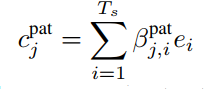 c_j^{pat} = \sum_{i=1}^{T_s} \beta_{j,i}^{pat} e_i